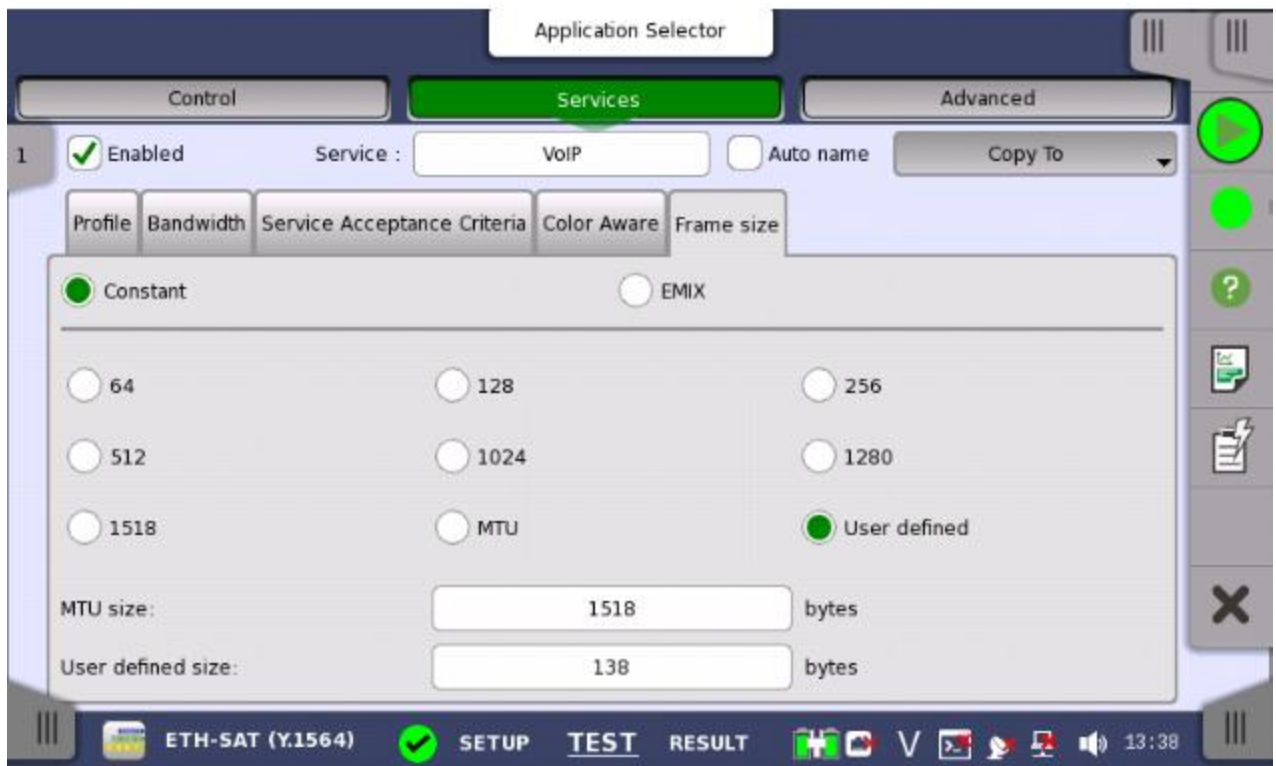 Application Selector
Control Services Advanced
1 Enabled Service : VoIP Auto name Copy To
Profile Bandwidth Service Acceptance Criteria Color Aware Frame size
Constant EMIX
64 128 256
512 1024 1280
1518 MTU User defined
MTU size: 1518 bytes
User defined size: 138 bytes
ETH-SAT (Y.1564) SETUP TEST RESULT V 13:38